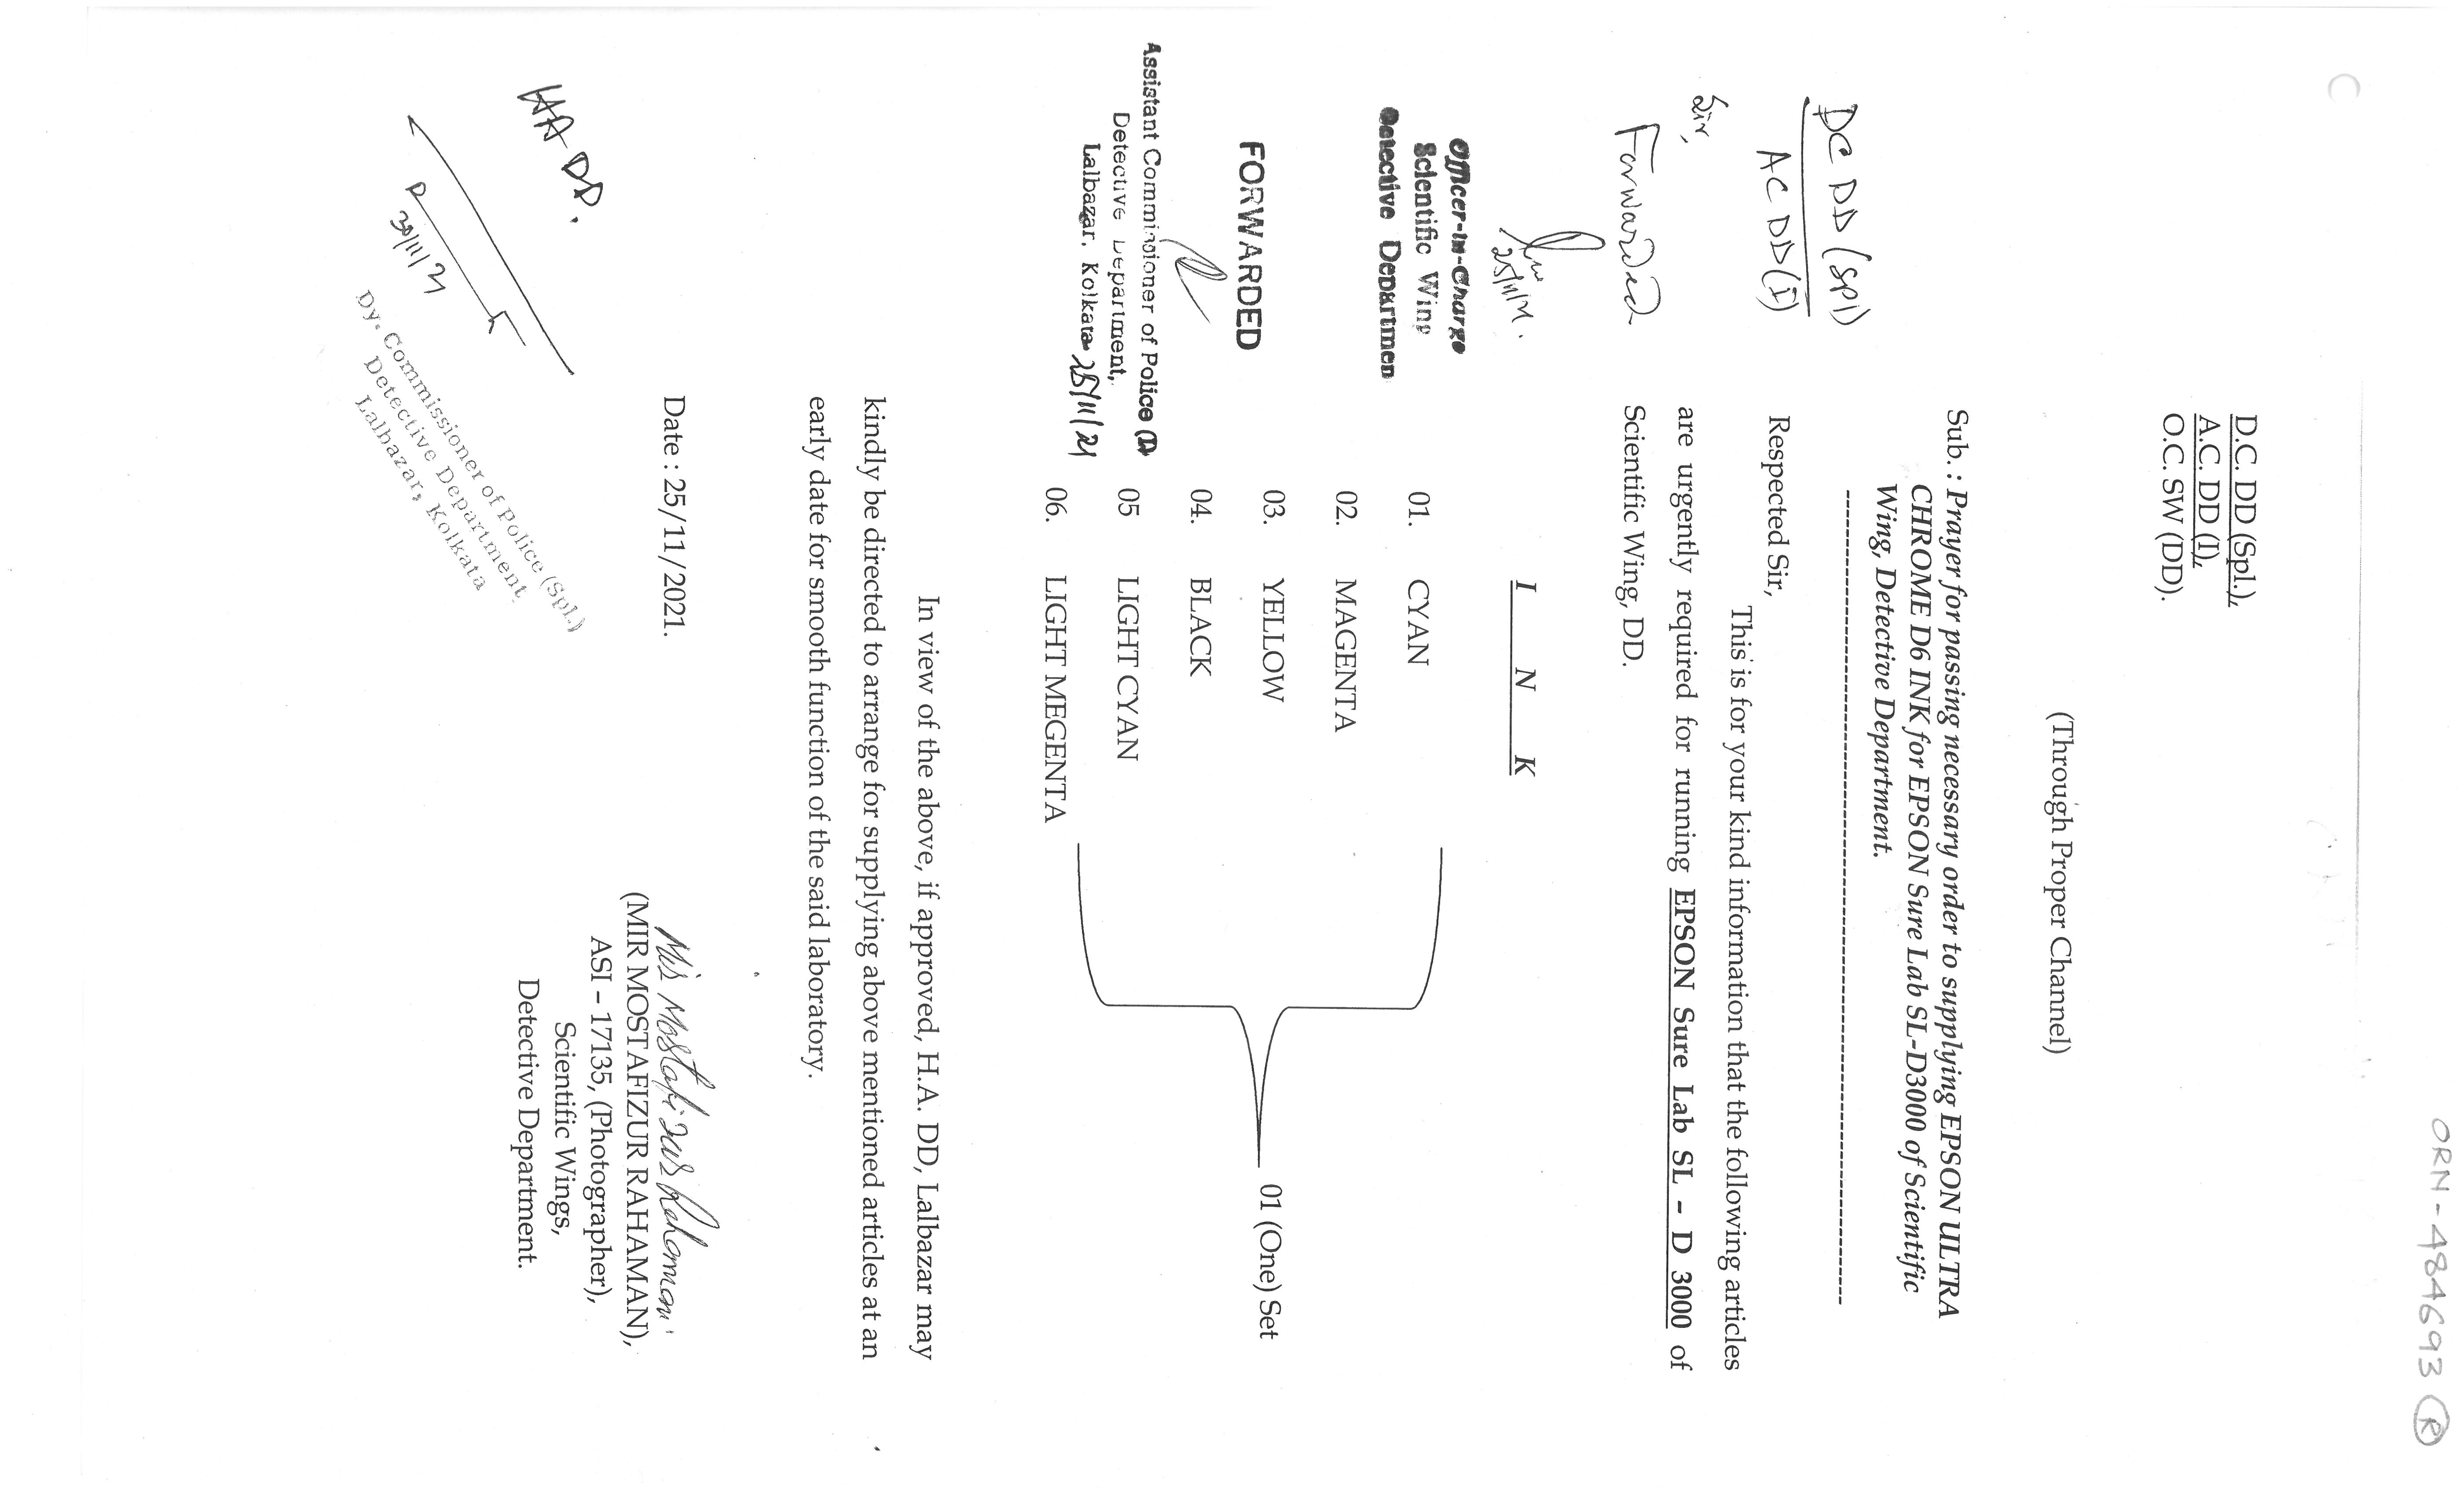 ORN-484693 R
D.C. DD (Spl.),
A.C. DD (I),
O.C. SW (DD).
(Through Proper Channel)
Sub. : Prayer for passing necessary order to supplying EPSON ULTRA
CHROME D6 INK for EPSON Sure Lab SL-D3000 of Scientific
Wing, Detective Department.
--------------------------------------------------------------------------------
DC DD (SPl)
AC DD (I)
Sir,
Forwarded
25/11/21.
Officer-in-Charge
Scientific Wing
Detective Departmen
FORWARDED
Assistant Commissioner of Police (I)
Detective Department,
Lalbazar, Kolkata 25/11/21
Respected Sir,
This is for your kind information that the following articles
are urgently required for running EPSON Sure Lab SL – D 3000 of
Scientific Wing, DD.
I N K
01. CYAN
02. MAGENTA
03. YELLOW
01 (One) Set
04. BLACK
05 LIGHT CYAN
06. LIGHT MEGENTA
In view of the above, if approved, H.A. DD, Lalbazar may
kindly be directed to arrange for supplying above mentioned articles at an
early date for smooth function of the said laboratory.
Date : 25/11/2021.
Mir Mostafizur Rahaman.
(MIR MOSTAFIZUR RAHAMAN),
ASI – 17135, (Photographer),
Scientific Wings,
Detective Department.
HA DD.
30/11/21
Dy. Commissioner of Police (Spl.)
Detective Department
Lalbazar, Kolkata